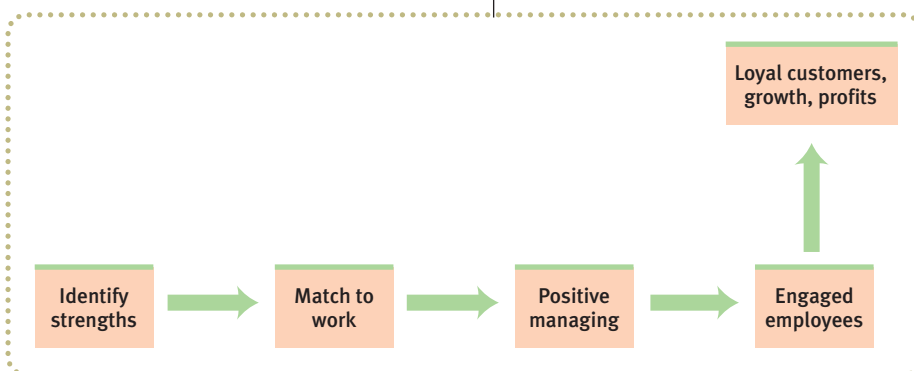 Loyal customers,
growth, profits
Identify
strengths
Match to
work
Positive
managing
Engaged
employees